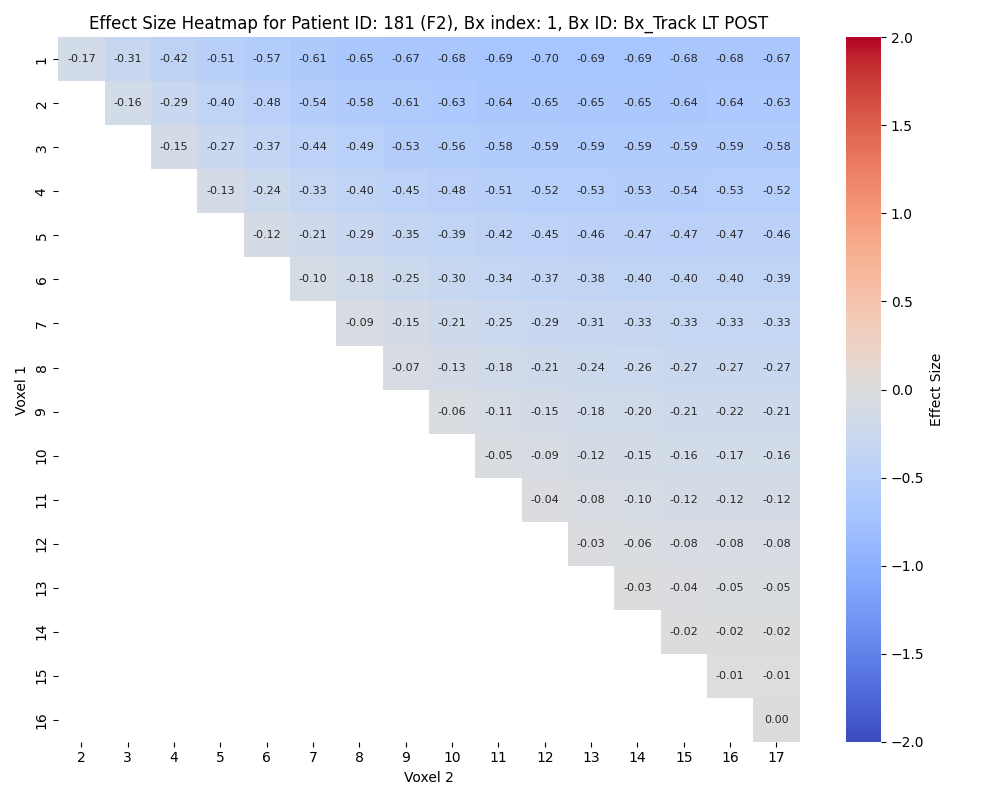 Effect Size Heatmap for Patient ID: 181 (F2), Bx index: 1, Bx ID: Bx_Track LT POST
1 -0.17 -0.31 -0.42 -0.51 -0.57 -0.61 -0.65 -0.67 -0.68 -0.69 -0.70 -0.69 -0.69 -0.68 -0.68 -0.67
2 -0.16 -0.29 -0.40 -0.48 -0.54 -0.58 -0.61 -0.63 -0.64 -0.65 -0.65 -0.65 -0.64 -0.64 -0.63
3 -0.15 -0.27 -0.37 -0.44 -0.49 -0.53 -0.56 -0.58 -0.59 -0.59 -0.59 -0.59 -0.59 -0.58
4 -0.13 -0.24 -0.33 -0.40 -0.45 -0.48 -0.51 -0.52 -0.53 -0.53 -0.54 -0.53 -0.52
5 -0.12 -0.21 -0.29 -0.35 -0.39 -0.42 -0.45 -0.46 -0.47 -0.47 -0.47 -0.46
6 -0.10 -0.18 -0.25 -0.30 -0.34 -0.37 -0.38 -0.40 -0.40 -0.40 -0.39
7 -0.09 -0.15 -0.21 -0.25 -0.29 -0.31 -0.33 -0.33 -0.33 -0.33
8 -0.07 -0.13 -0.18 -0.21 -0.24 -0.26 -0.27 -0.27 -0.27
9 -0.06 -0.11 -0.15 -0.18 -0.20 -0.21 -0.22 -0.21
10 -0.05 -0.09 -0.12 -0.15 -0.16 -0.17 -0.16
11 -0.04 -0.08 -0.10 -0.12 -0.12 -0.12
12 -0.03 -0.06 -0.08 -0.08 -0.08
13 -0.03 -0.04 -0.05 -0.05
14 -0.02 -0.02 -0.02
15 -0.01 -0.01
16 0.00
2 3 4 5 6 7 8 9 10 11 12 13 14 15 16 17
Voxel 2
Voxel 1
2.0
1.5
1.0
0.5
0.0
−0.5
−1.0
−1.5
−2.0
Effect Size